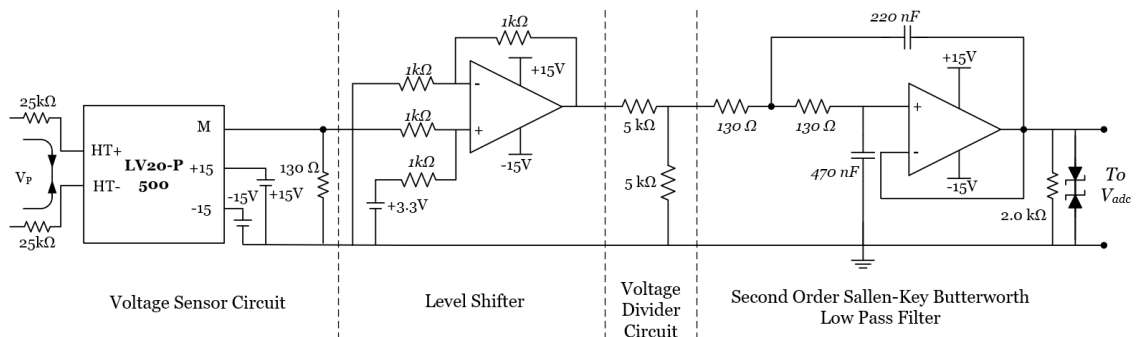 220 nF
1kΩ
+15V
+15V
25kΩ
1kΩ
-
M
1kΩ
+
5 kΩ
130 Ω
130 Ω
+
HT+
LV20-P
500
+15
130 Ω
1kΩ
-15V
5 kΩ
470 nF
-
-15V
To
V_P
HT-
-15V
+15V
+3.3V
2.0 kΩ
V_adc
-15
25kΩ
Voltage Sensor Circuit
Level Shifter
Voltage
Divider
Circuit
Second Order Sallen-Key Butterworth
Low Pass Filter